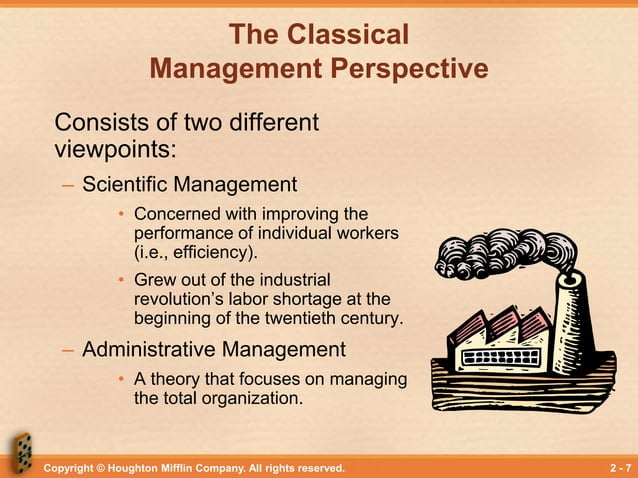 The Classical
Management Perspective
Consists of two different
viewpoints:
– Scientific Management
• Concerned with improving the
performance of individual workers
(i.e., efficiency).
• Grew out of the industrial
revolution’s labor shortage at the
beginning of the twentieth century.
– Administrative Management
• A theory that focuses on managing
the total organization.
Copyright © Houghton Mifflin Company. All rights reserved.
2 - 7